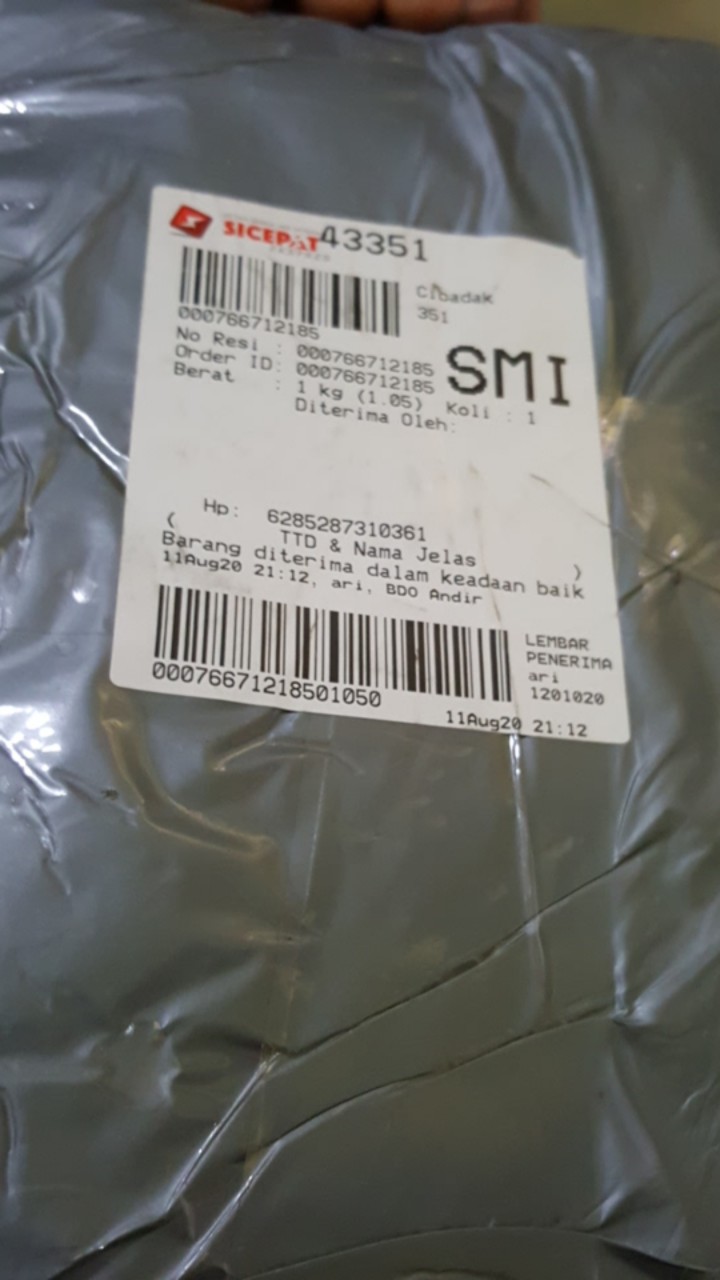 SICEPAT 43351
Cibadak
351
000766712185
No Resi : 000766712185
Order ID: 000766712185
SMI
Berat : 1 kg (1.05) Koli : 1
Diterima Oleh:
Hp: 6285287310361
( TTD & Nama Jelas )
Barang diterima dalam keadaan baik
11Aug20 21:12, ari, BDO Andir
LEMBAR
PENERIMA
ari
1201020
00076671218501050
11Aug20 21:12